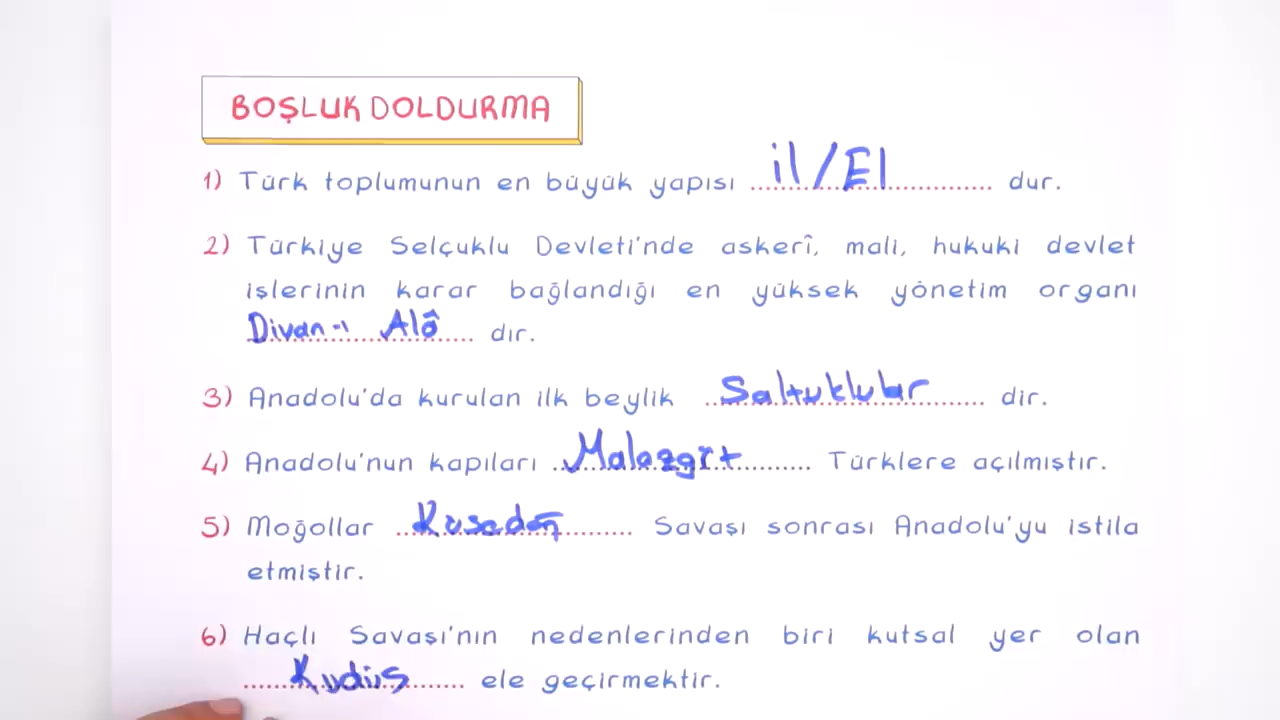 BOŞLUK DOLDURMA
1) Türk toplumunun en büyük yapısı il/El dur.
2) Türkiye Selçuklu Devleti'nde askerî, mali, hukuki devlet
işlerinin karar bağlandığı en yüksek yönetim organı
Divan-ı Alâ dır.
3) Anadolu'da kurulan ilk beylik Saltuklular dir.
4) Anadolu'nun kapıları Malazgirt Türklere açılmıştır.
5) Moğollar Kösedağ Savaşı sonrası Anadolu'yu istila
etmiştir.
6) Haçlı Savaşı'nın nedenlerinden biri kutsal yer olan
Kudüs ele geçirmektir.